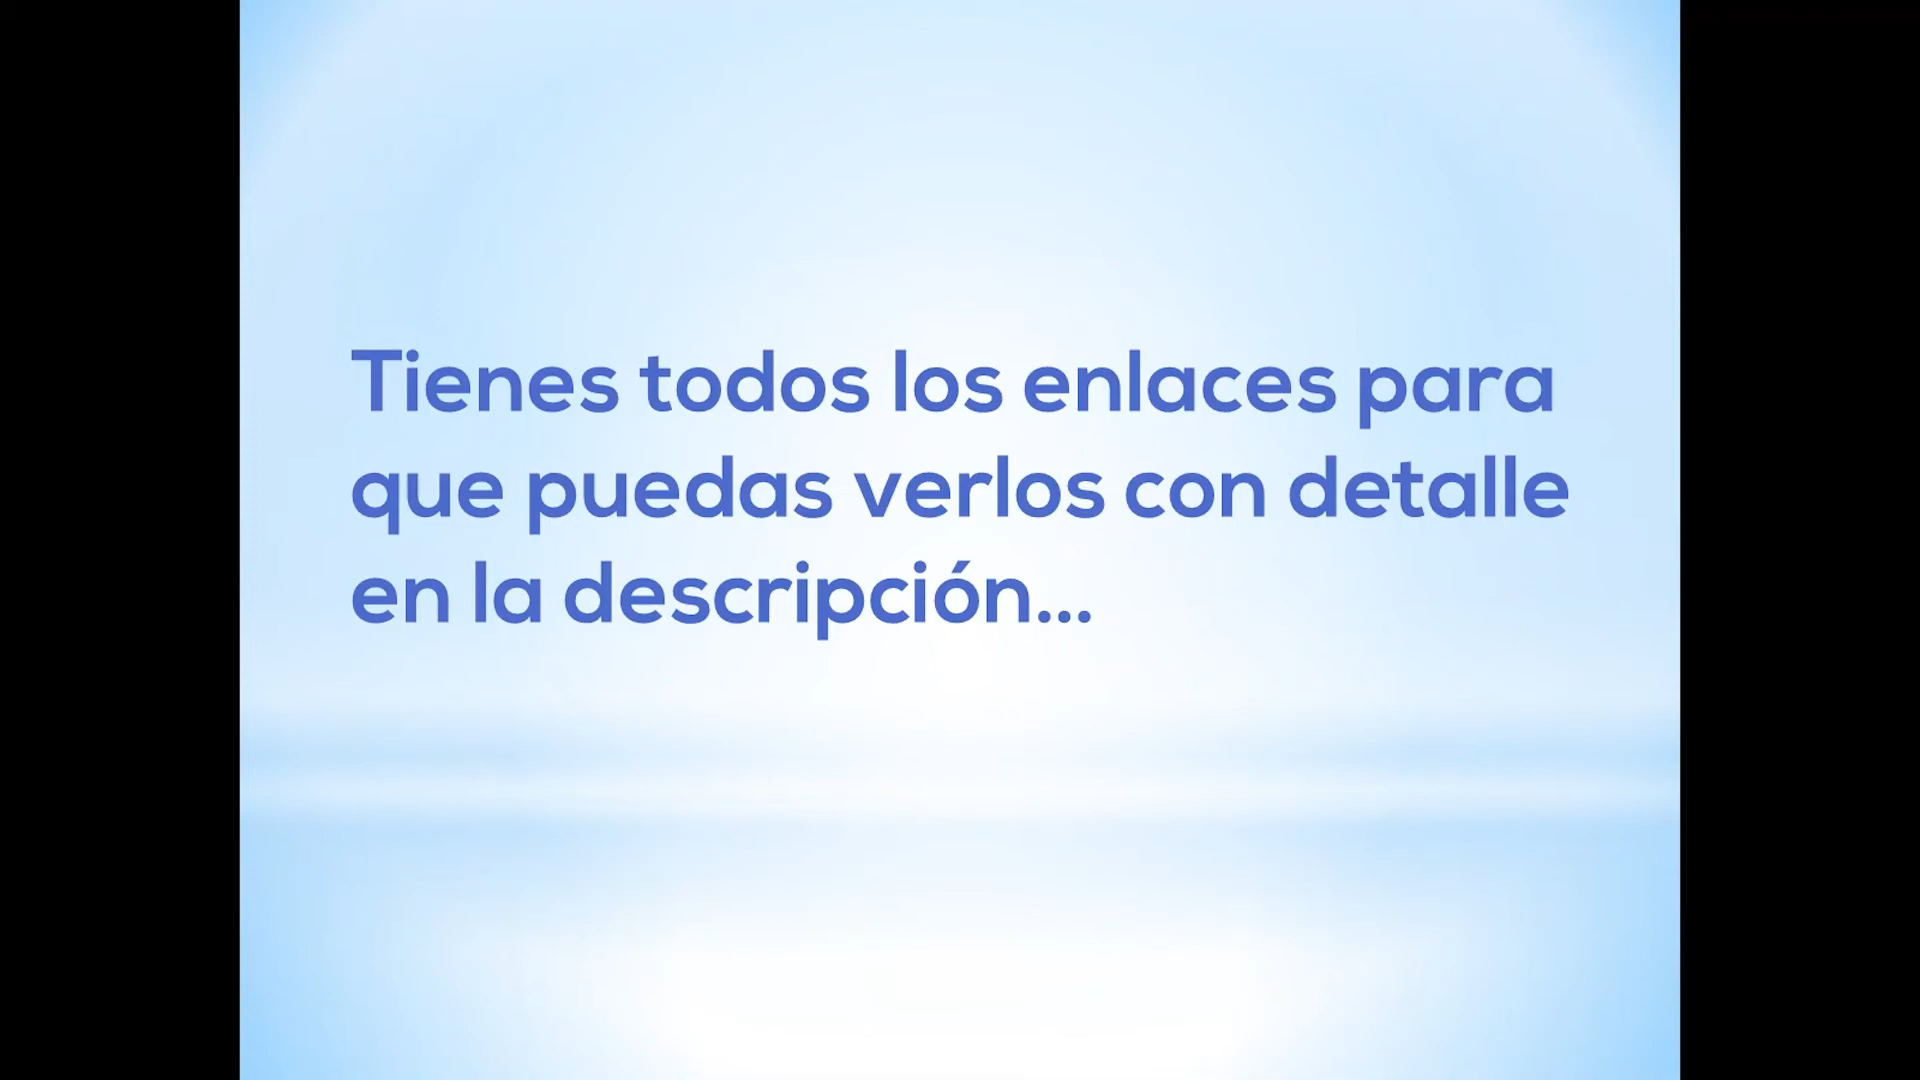 Tienes todos los enlaces para
que puedas verlos con detalle
en la descripción...